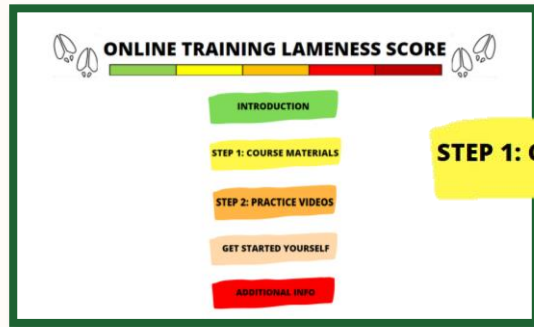 ONLINE TRAINING LAMENESS SCORE
INTRODUCTION
STEP 1: COURSE MATERIALS
STEP 2: PRACTICE VIDEOS
GET STARTED YOURSELF
ADDITIONAL INFO
STEP 1: